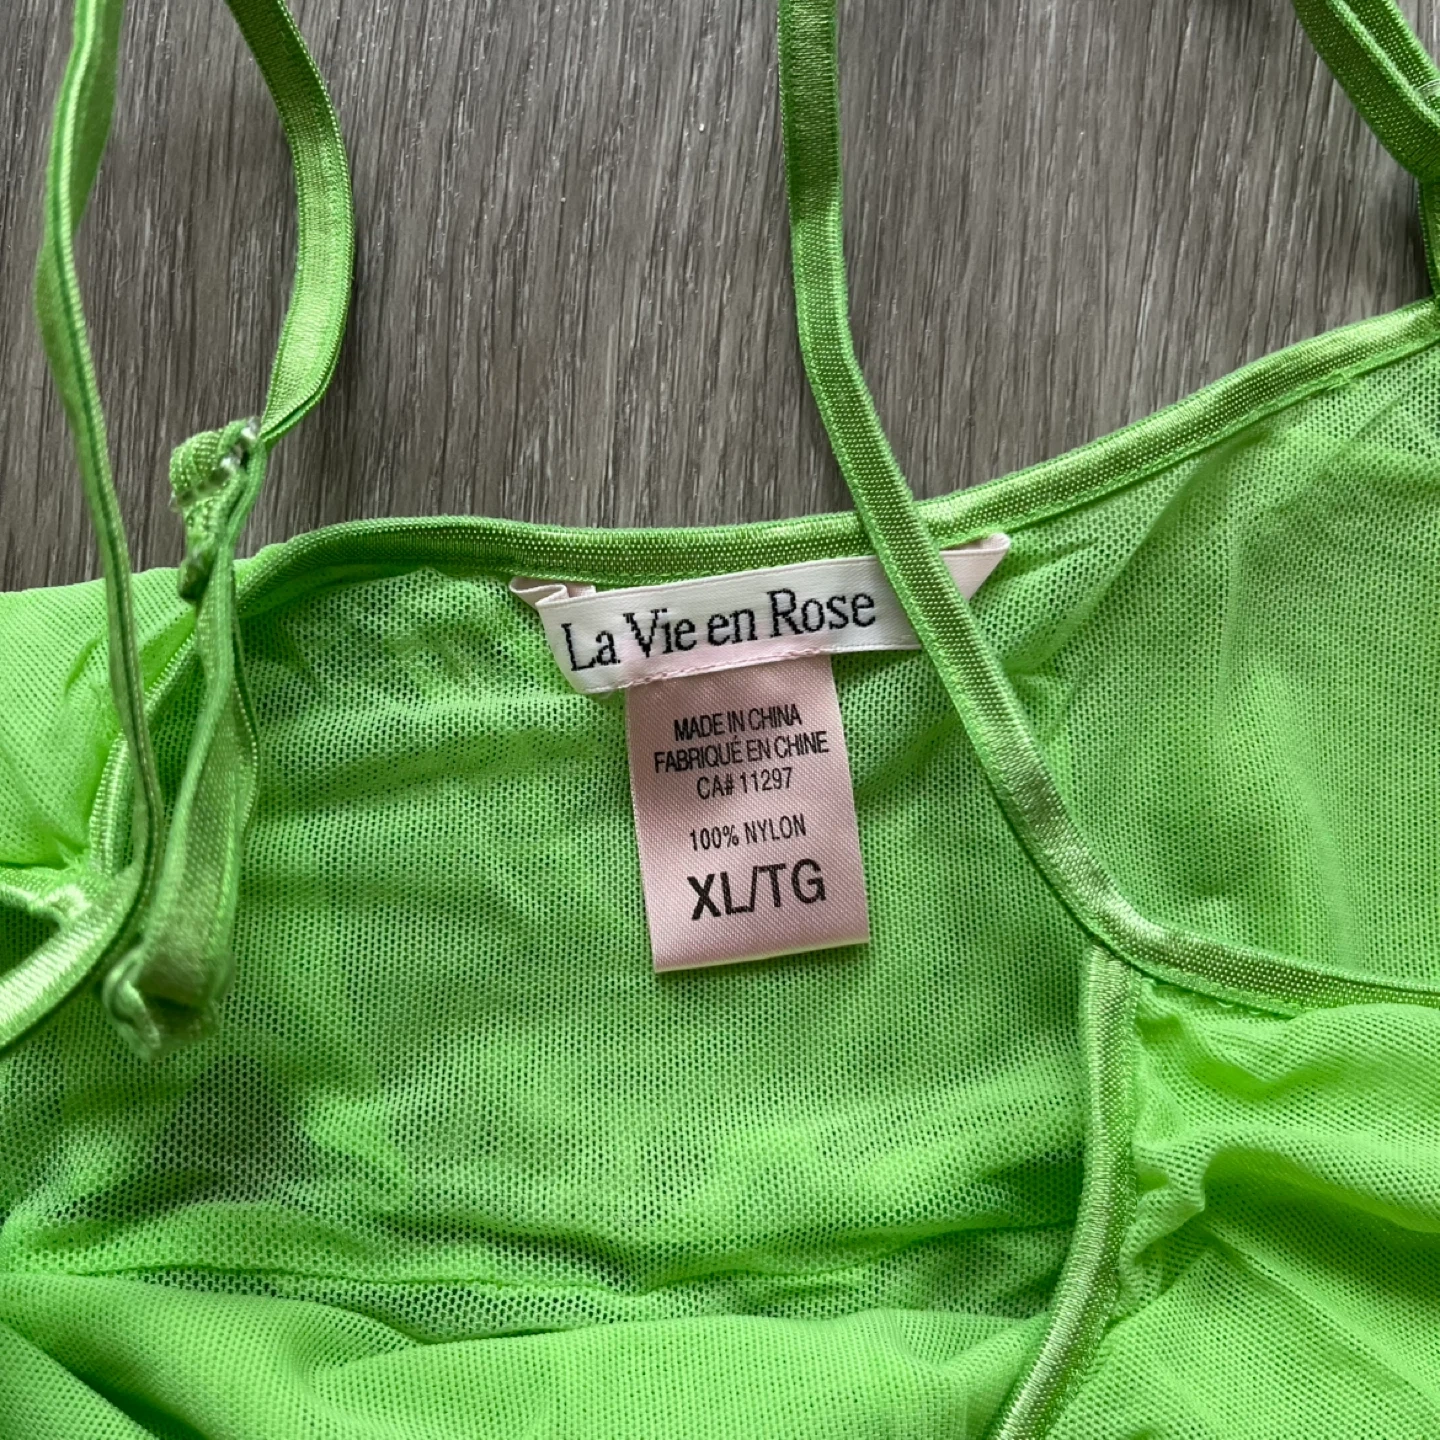 La Vie en Rose
MADE IN CHINA
FABRIQUÉ EN CHINE
CA# 11297
100% NYLON
XL/TG